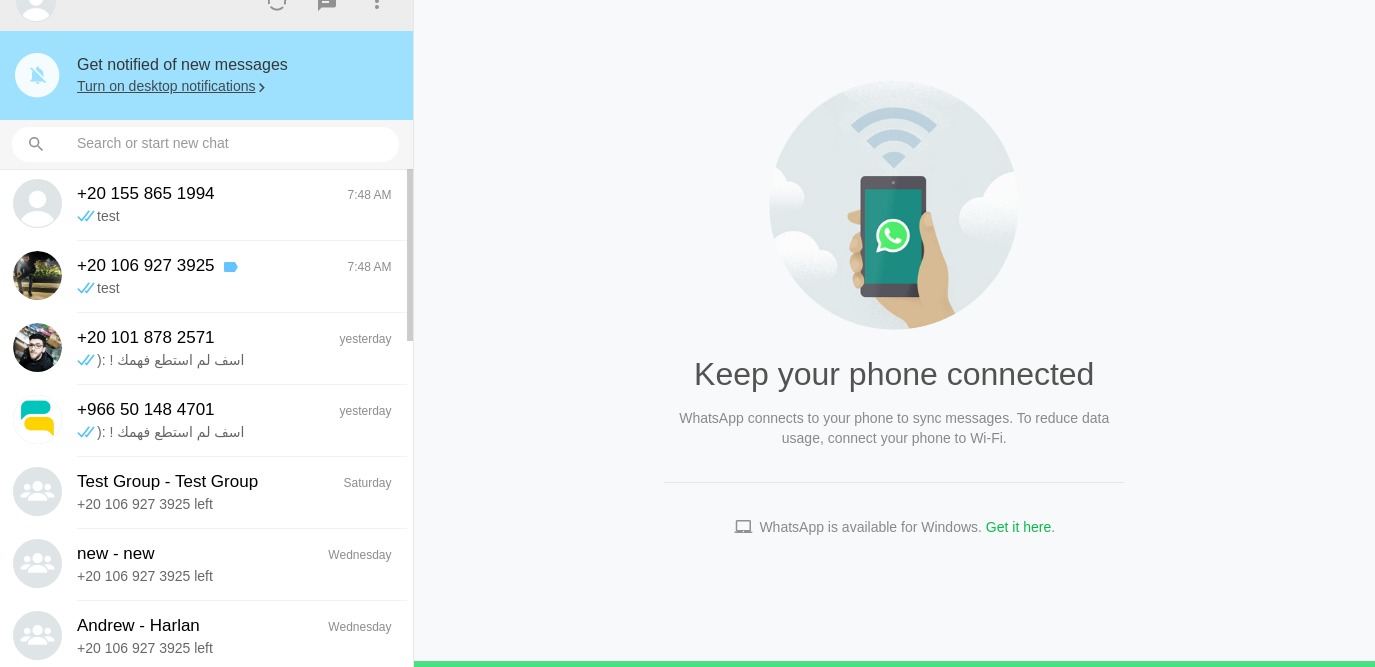 Get notified of new messages
Turn on desktop notifications
Search or start new chat
+20 155 865 1994
7:48 AM
test
+20 106 927 3925
7:48 AM
test
+20 101 878 2571
yesterday
اسف لم استطع فهمك ! :(
+966 50 148 4701
yesterday
اسف لم استطع فهمك ! :(
Test Group - Test Group
Saturday
+20 106 927 3925 left
new - new
Wednesday
+20 106 927 3925 left
Andrew - Harlan
Wednesday
+20 106 927 3925 left
Keep your phone connected
WhatsApp connects to your phone to sync messages. To reduce data
usage, connect your phone to Wi-Fi.
WhatsApp is available for Windows. Get it here.